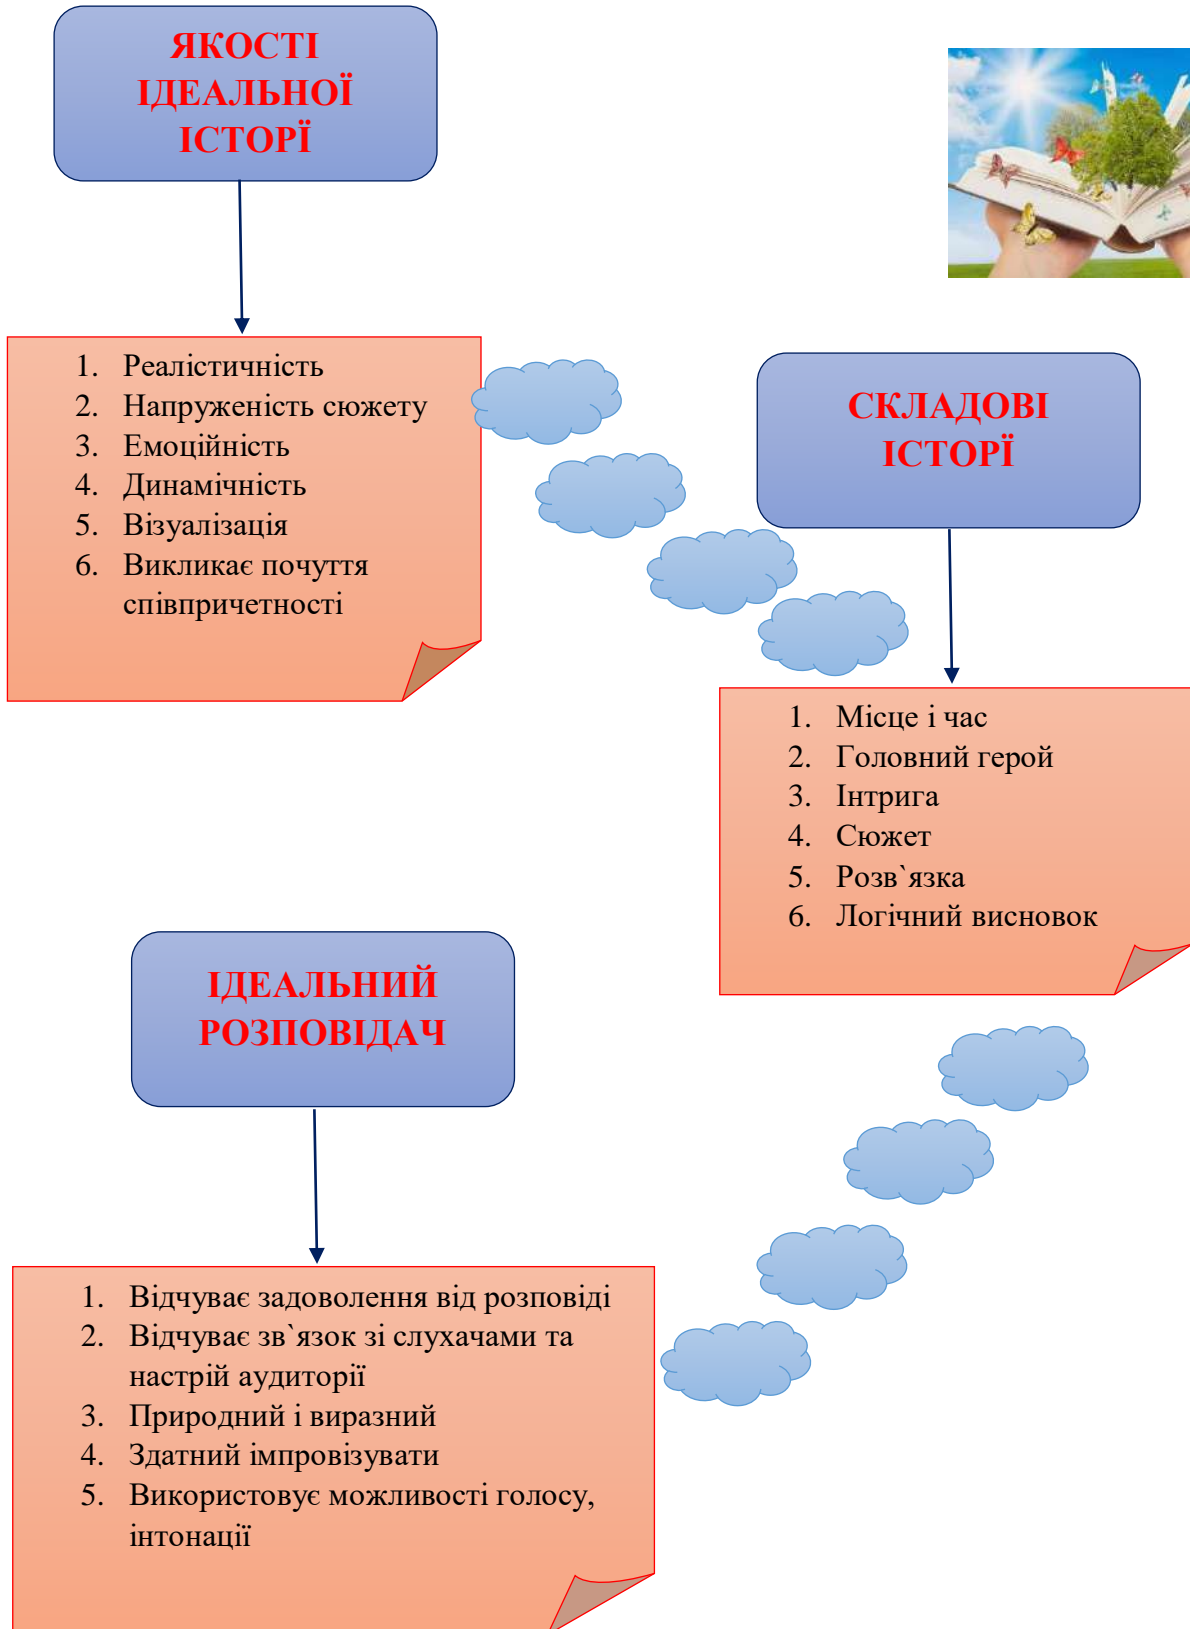 ЯКОСТІ
ІДЕАЛЬНОЇ
ІСТОРЇ
1. Реалістичність
2. Напруженість сюжету
3. Емоційність
4. Динамічність
5. Візуалізація
6. Викликає почуття
співпричетності
СКЛАДОВІ
ІСТОРЇ
1. Місце і час
2. Головний герой
3. Інтрига
4. Сюжет
5. Розв`язка
6. Логічний висновок
ІДЕАЛЬНИЙ
РОЗПОВІДАЧ
1. Відчуває задоволення від розповіді
2. Відчуває зв`язок зі слухачами та
настрій аудиторії
3. Природний і виразний
4. Здатний імпровізувати
5. Використовує можливості голосу,
інтонації